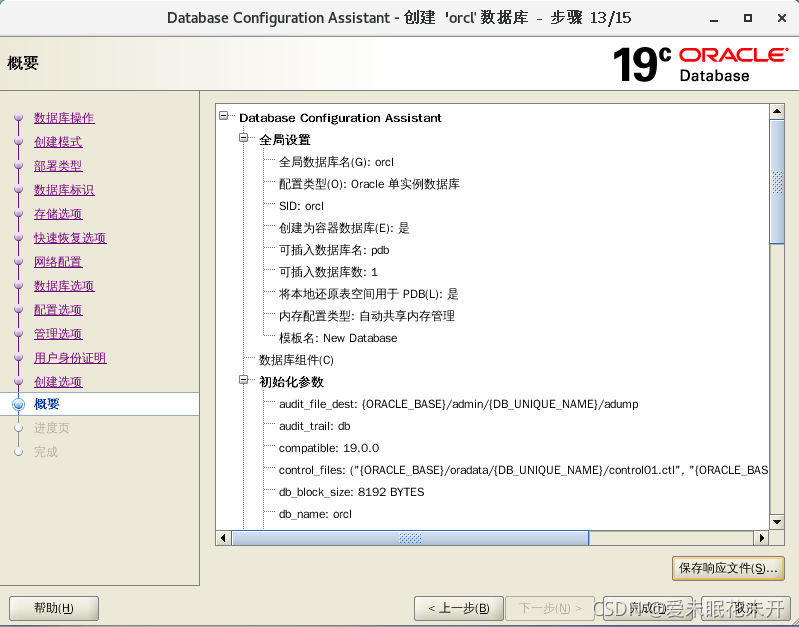 Database Configuration Assistant - 创建 'orcl' 数据库 - 步骤 13/15
概要
19c ORACLE
Database
数据库操作
创建模式
部署类型
数据库标识
存储选项
快速恢复选项
网络配置
数据库选项
配置选项
管理选项
用户身份证明
创建选项
概要
进度页
完成
Database Configuration Assistant
全局设置
全局数据库名(G): orcl
配置类型(O): Oracle 单实例数据库
SID: orcl
创建为容器数据库(E): 是
可插入数据库名: pdb
可插入数据库数: 1
将本地还原表空间用于 PDB(L): 是
内存配置类型: 自动共享内存管理
模板名: New Database
数据库组件(C)
初始化参数
audit_file_dest: {ORACLE_BASE}/admin/{DB_UNIQUE_NAME}/adump
audit_trail: db
compatible: 19.0.0
control_files: ("{ORACLE_BASE}/oradata/{DB_UNIQUE_NAME}/control01.ctl", "{ORACLE_BAS
db_block_size: 8192 BYTES
db_name: orcl
保存响应文件(S)...
帮助(H)
< 上一步(B)
下一步(N) >
完成(F)
取消
CSDN @爱未眠花未开